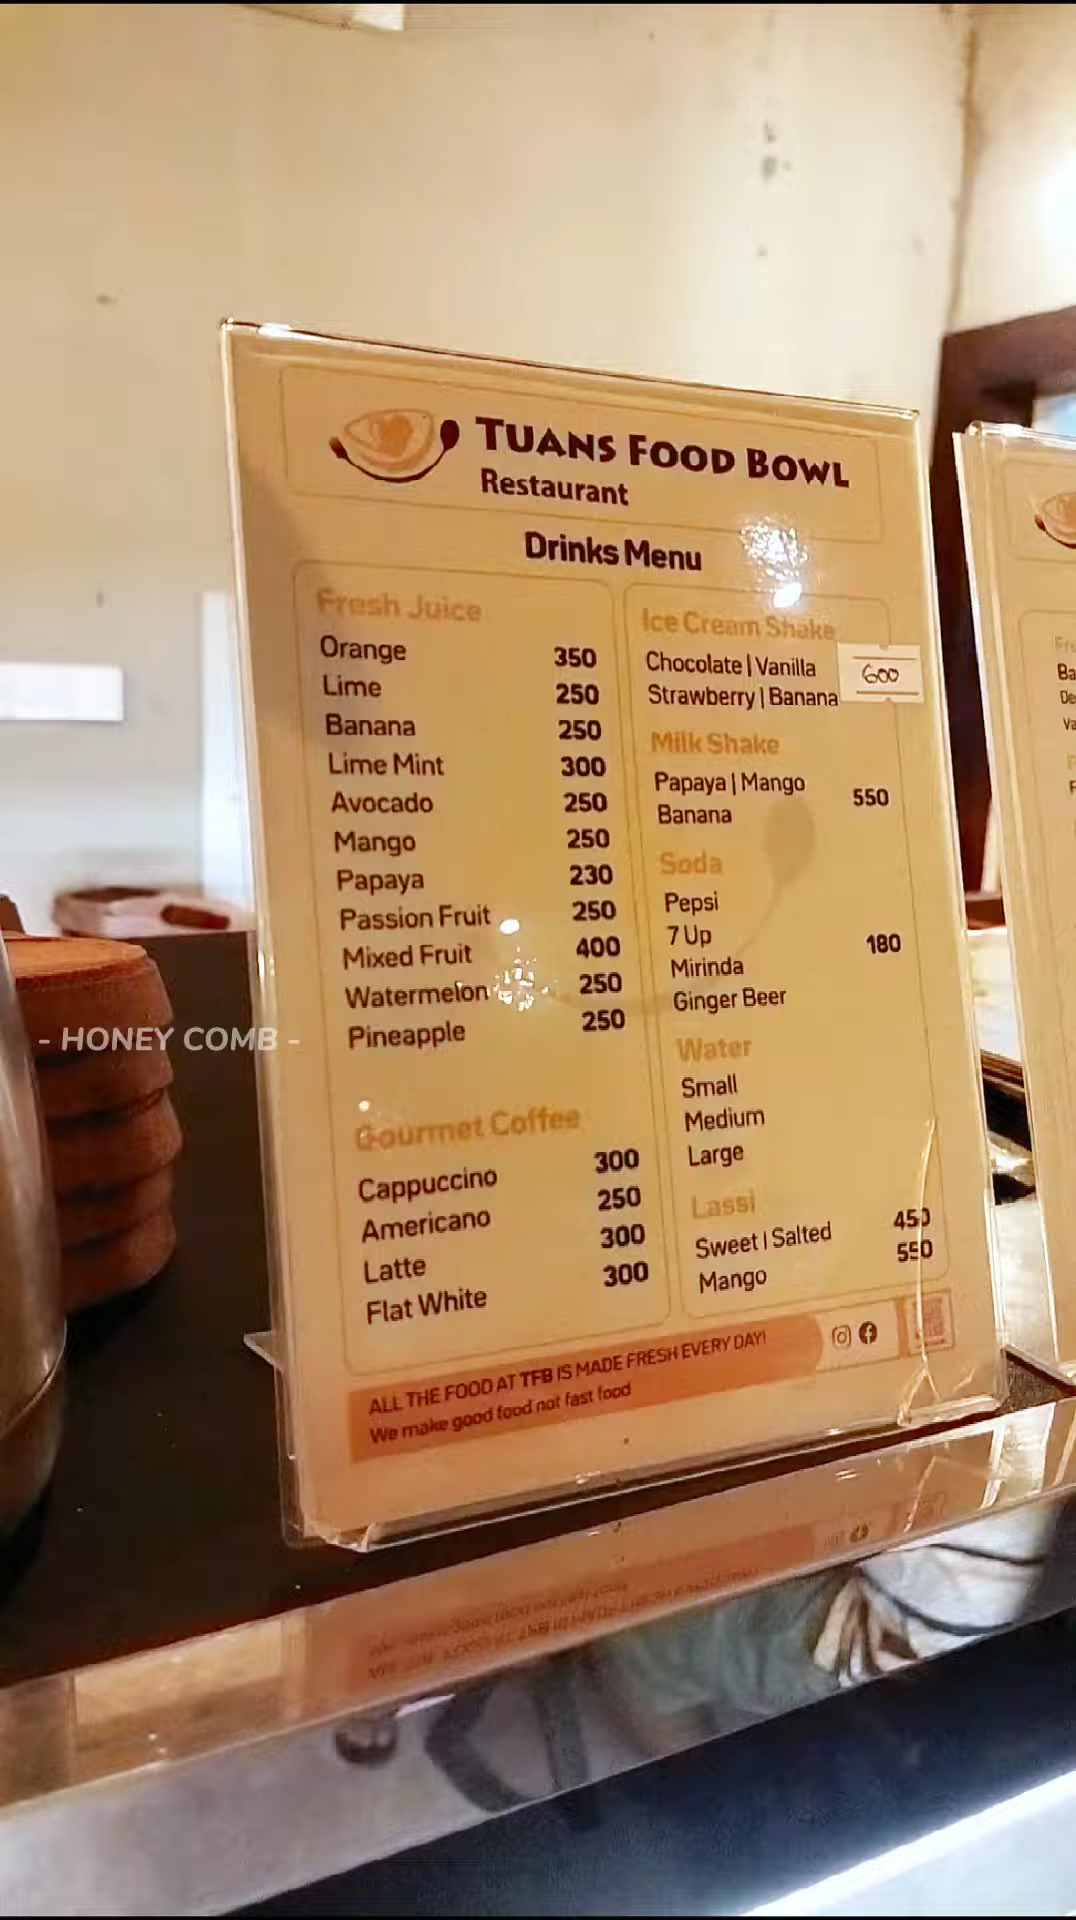 TUANS FOOD BOWL
Restaurant
Drinks Menu
Fresh Juice
Orange 350
Lime 250
Banana 250
Lime Mint 300
Avocado 250
Mango 250
Papaya 230
Passion Fruit 250
Mixed Fruit 400
Watermelon 250
Pineapple 250
Gourmet Coffee
Cappuccino 300
Americano 250
Latte 300
Flat White 300
Ice Cream Shake
Chocolate | Vanilla 600
Strawberry | Banana
Milk Shake
Papaya | Mango 550
Banana
Soda
Pepsi
7 Up 180
Mirinda
Ginger Beer
Water
Small
Medium
Large
Lassi
Sweet | Salted 450
Mango 550
ALL THE FOOD AT TFB IS MADE FRESH EVERY DAY!
We make good food not fast food
- HONEY COMB -